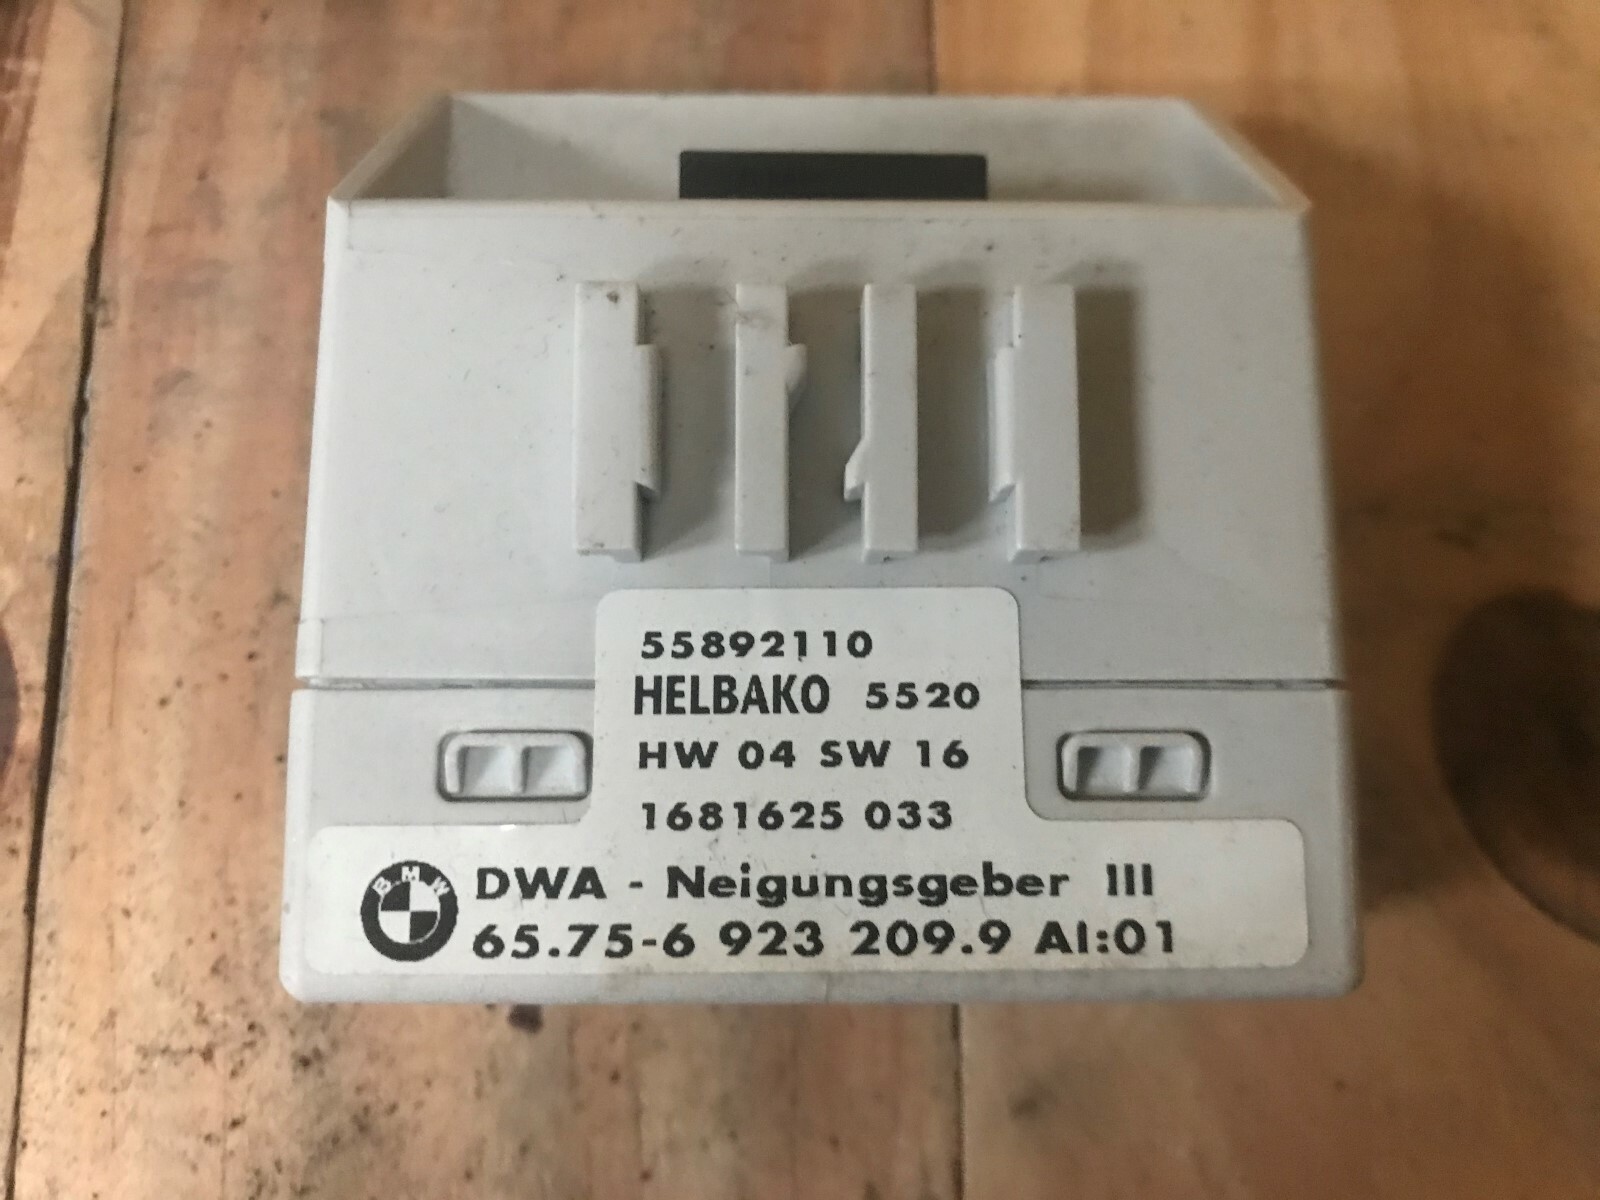 55892110
HELBAKO 5520
HW 04 SW 16
1681625 033
BMW DWA - Neigungsgeber III
65.75-6 923 209.9 AI:01